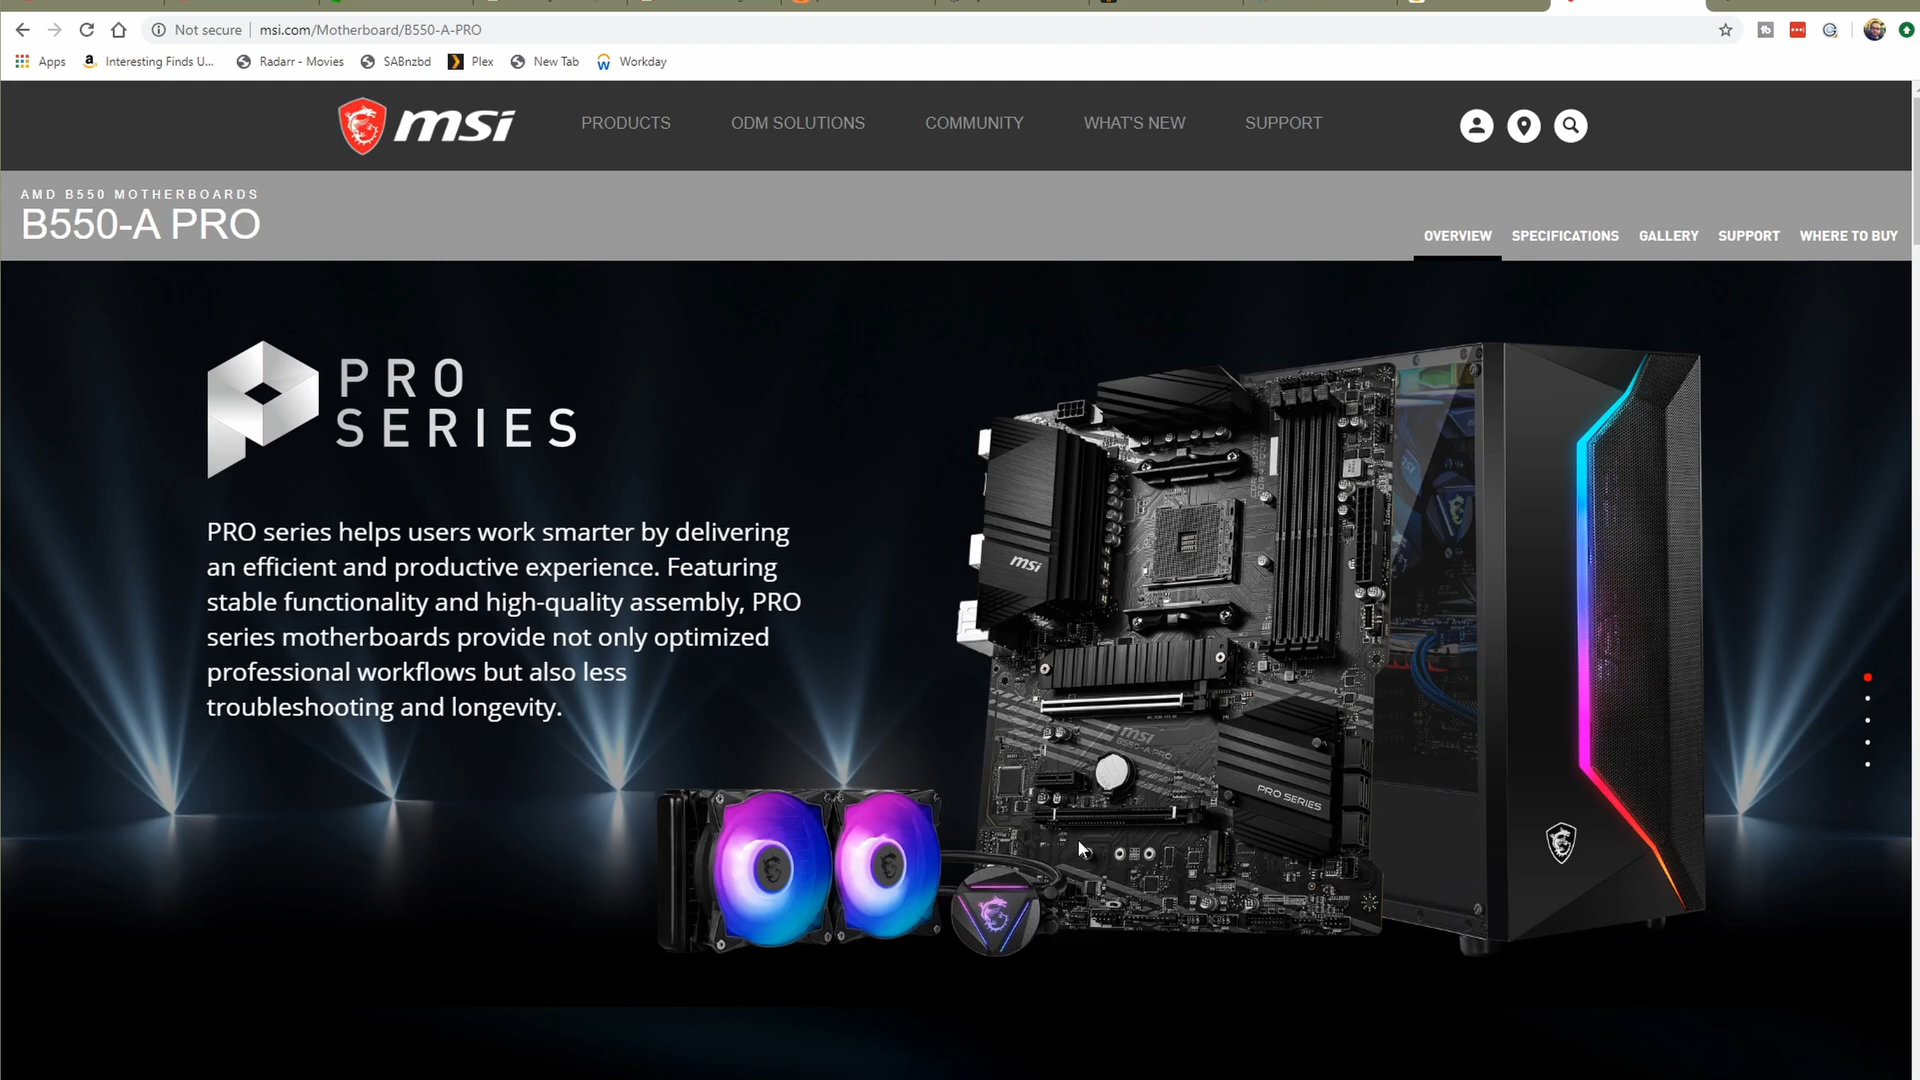 Not secure
msi.com/Motherboard/B550-A-PRO
Apps
Interesting Finds U...
Radarr - Movies
SABnzbd
Plex
New Tab
Workday
msi
PRODUCTS
ODM SOLUTIONS
COMMUNITY
WHAT'S NEW
SUPPORT
AMD B550 MOTHERBOARDS
B550-A PRO
OVERVIEW
SPECIFICATIONS
GALLERY
SUPPORT
WHERE TO BUY
PRO
SERIES
PRO series helps users work smarter by delivering
an efficient and productive experience. Featuring
stable functionality and high-quality assembly, PRO
series motherboards provide not only optimized
professional workflows but also less
troubleshooting and longevity.
msi
msi
B550-A PRO
PRO SERIES